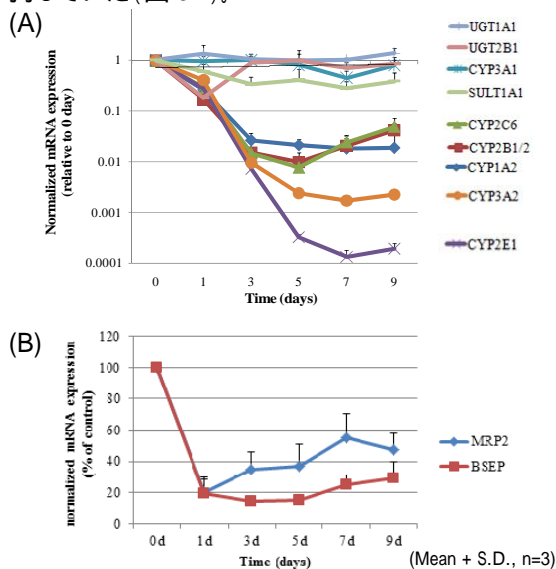 (A)
Normalized mRNA expression
(relative to 0 day)
1
0.1
0.01
0.001
0.0001
0 1 3 5 7 9
Time (days)
UGT1A1
UGT2B1
CYP3A1
SULT1A1
CYP2C6
CYP2B1/2
CYP1A2
CYP3A2
CYP2E1
(B)
normalized mRNA expression
(% of control)
120
100
80
60
40
20
0
0d 1d 3d 5d 7d 9d
Time (days)
MRP2
BSEP
(Mean + S.D., n=3)